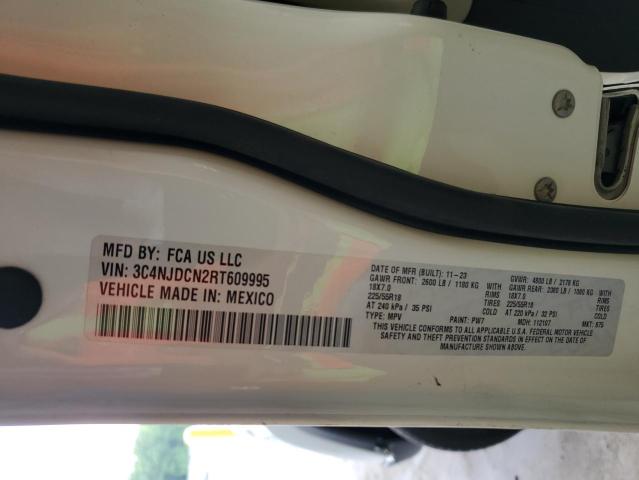 MFD BY: FCA US LLC
VIN: 3C4NJDCN2RT609995
VEHICLE MADE IN: MEXICO
DATE OF MFR (BUILT): 11-23 GVWR: 4800 LB / 2178 KG
GAWR FRONT: 2600 LB / 1180 KG WITH GAWR REAR: 2380 LB / 1080 KG WITH
18X7.0 RIMS 18X7.0 RIMS
225/55R18 TIRES 225/55R18 TIRES
AT 240 kPa / 35 PSI COLD AT 220 kPa / 32 PSI COLD
TYPE: MPV PAINT: PW7 MDH: 112107 MKT: 675
THIS VEHICLE CONFORMS TO ALL APPLICABLE U.S.A. FEDERAL MOTOR VEHICLE
SAFETY AND THEFT PREVENTION STANDARDS IN EFFECT ON THE DATE OF
MANUFACTURE SHOWN ABOVE.